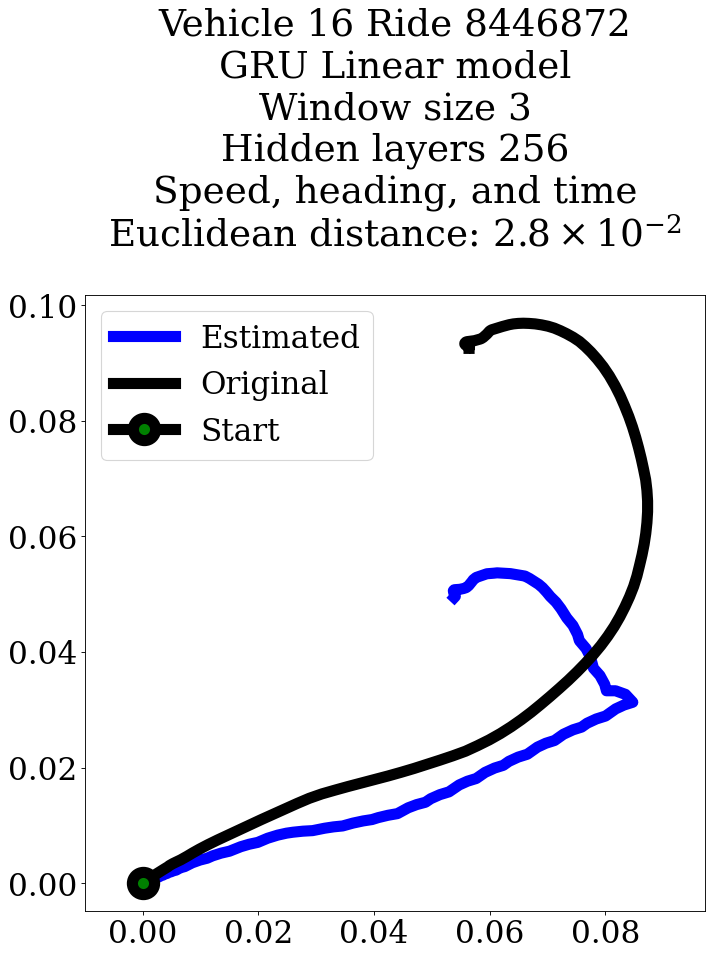 Vehicle 16 Ride 8446872
GRU Linear model
Window size 3
Hidden layers 256
Speed, heading, and time
Euclidean distance: 2.8 × 10⁻²
Estimated
Original
Start
0.10
0.08
0.06
0.04
0.02
0.00
0.00 0.02 0.04 0.06 0.08